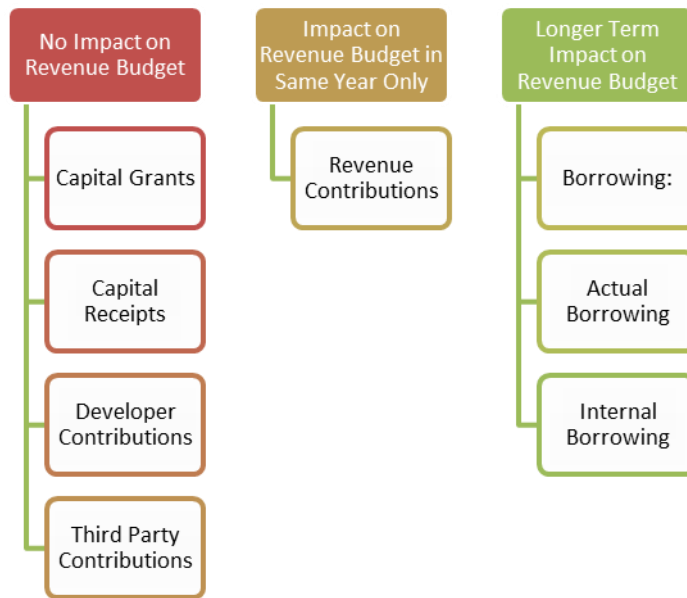 No Impact on
Revenue Budget
Capital Grants
Capital
Receipts
Developer
Contributions
Third Party
Contributions
Impact on
Revenue Budget in
Same Year Only
Revenue
Contributions
Longer Term
Impact on
Revenue Budget
Borrowing:
Actual
Borrowing
Internal
Borrowing